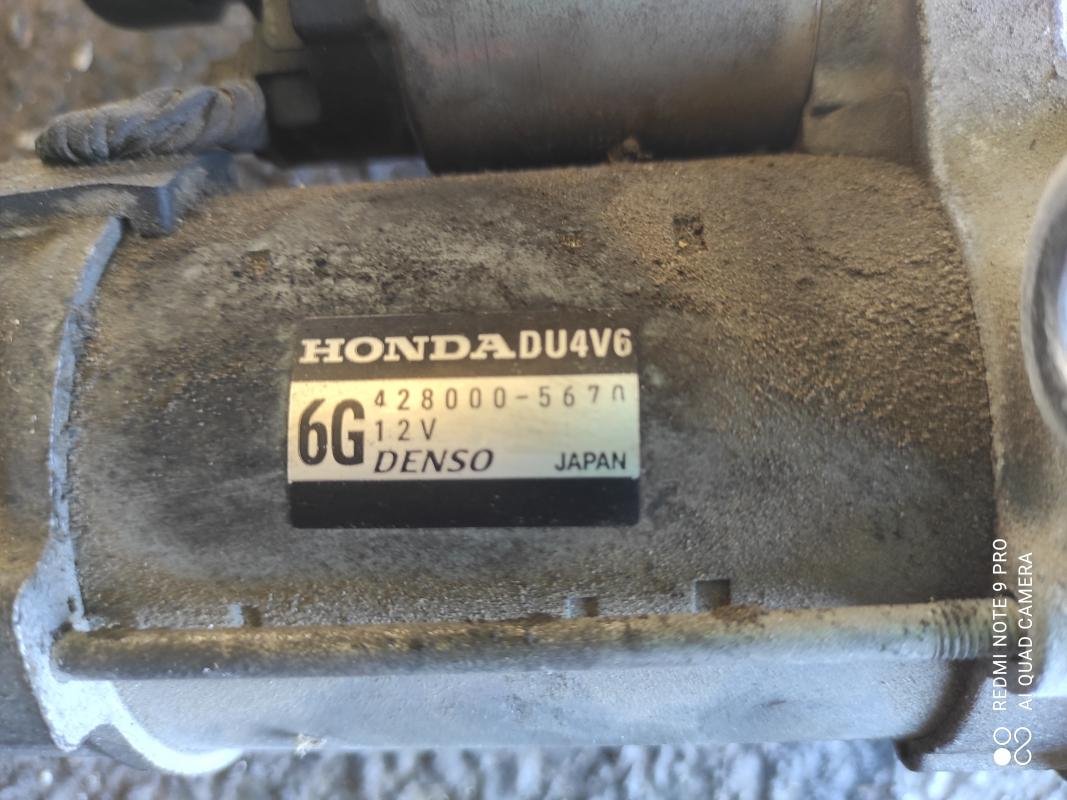 HONDA DU4V6
6G
428000-5670
12V
DENSO JAPAN
REDMI NOTE 9 PRO
AI QUAD CAMERA